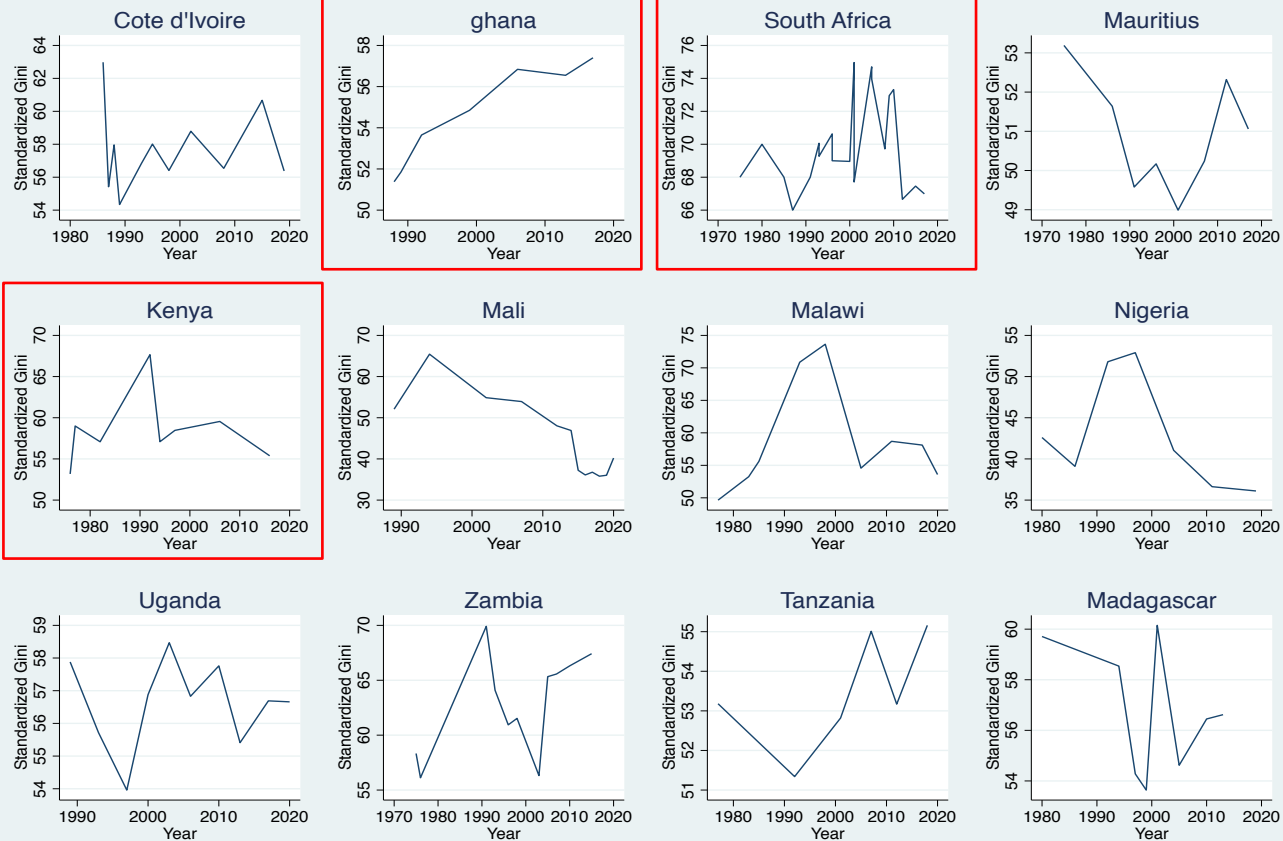 Cote d'Ivoire
Standardized Gini
64
62
60
58
56
54
1980 1990 2000 2010 2020
Year
ghana
Standardized Gini
58
56
54
52
50
1990 2000 2010 2020
Year
South Africa
Standardized Gini
76
74
72
70
68
66
1970 1980 1990 2000 2010 2020
Year
Mauritius
Standardized Gini
53
52
51
50
49
1970 1980 1990 2000 2010 2020
Year
Kenya
Standardized Gini
70
65
60
55
50
1980 1990 2000 2010 2020
Year
Mali
Standardized Gini
70
60
50
40
30
1990 2000 2010 2020
Year
Malawi
Standardized Gini
75
70
65
60
55
50
1980 1990 2000 2010 2020
Year
Nigeria
Standardized Gini
55
50
45
40
35
1980 1990 2000 2010 2020
Year
Uganda
Standardized Gini
59
58
57
56
55
54
1990 2000 2010 2020
Year
Zambia
Standardized Gini
70
65
60
55
1970 1980 1990 2000 2010 2020
Year
Tanzania
Standardized Gini
55
54
53
52
51
1980 1990 2000 2010 2020
Year
Madagascar
Standardized Gini
60
58
56
54
1980 1990 2000 2010 2020
Year